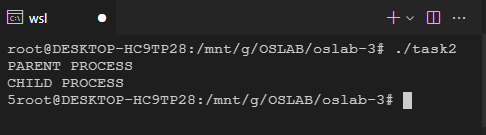 wsl
root@DESKTOP-HC9TP28:/mnt/g/OSLAB/oslab-3# ./task2
PARENT PROCESS
CHILD PROCESS
5root@DESKTOP-HC9TP28:/mnt/g/OSLAB/oslab-3#